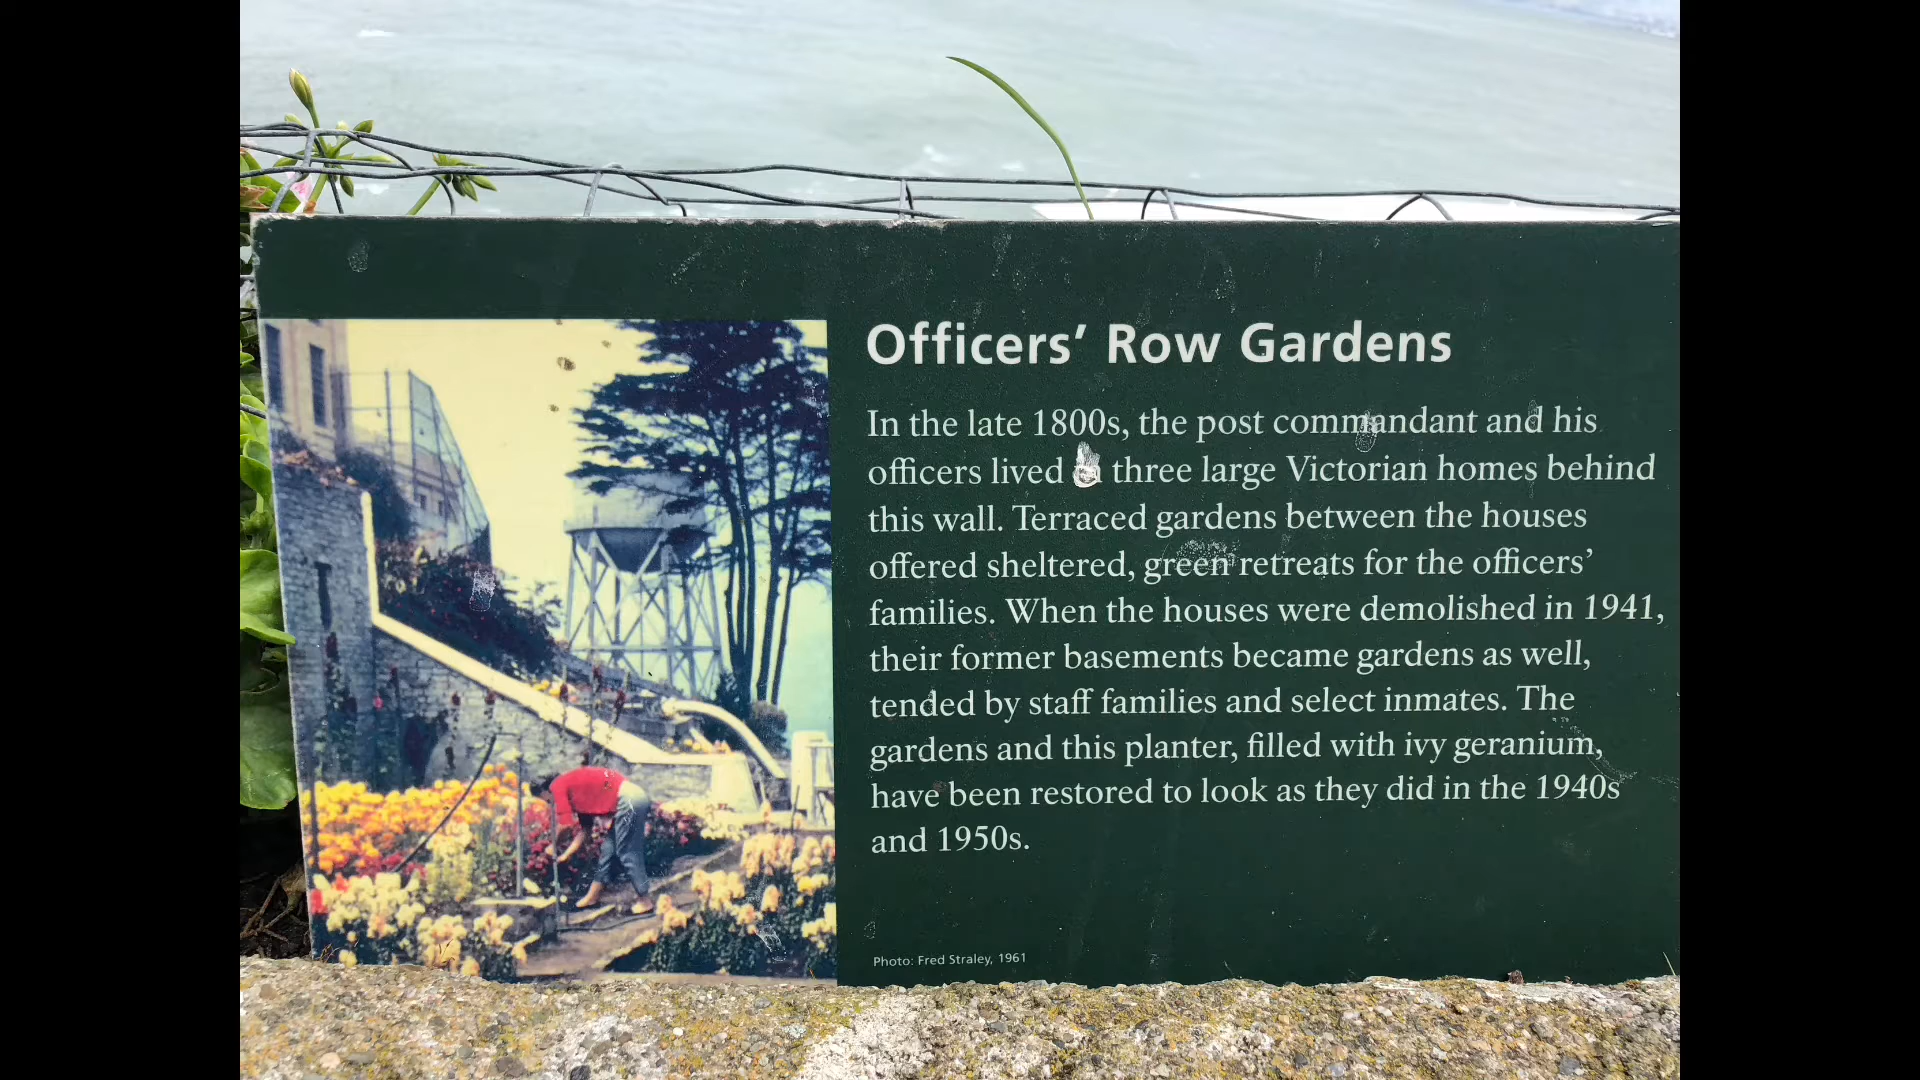 Officers’ Row Gardens
In the late 1800s, the post commandant and his
officers lived three large Victorian homes behind
this wall. Terraced gardens between the houses
offered sheltered, green retreats for the officers’
families. When the houses were demolished in 1941,
their former basements became gardens as well,
tended by staff families and select inmates. The
gardens and this planter, filled with ivy geranium,
have been restored to look as they did in the 1940s
and 1950s.
Photo: Fred Straley, 1961